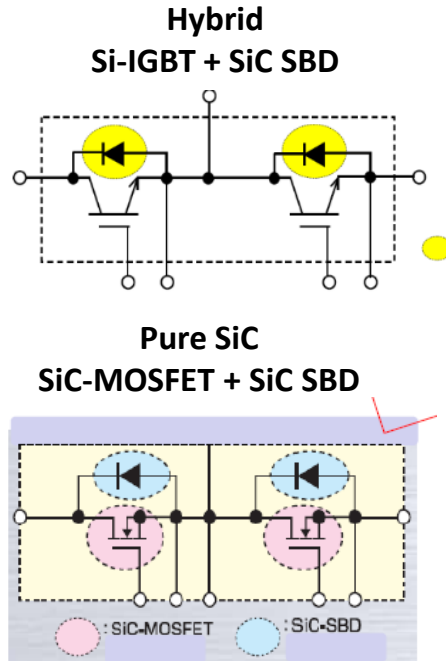 Hybrid
Si-IGBT + SiC SBD
Pure SiC
SiC-MOSFET + SiC SBD
: SiC-MOSFET
: SiC-SBD